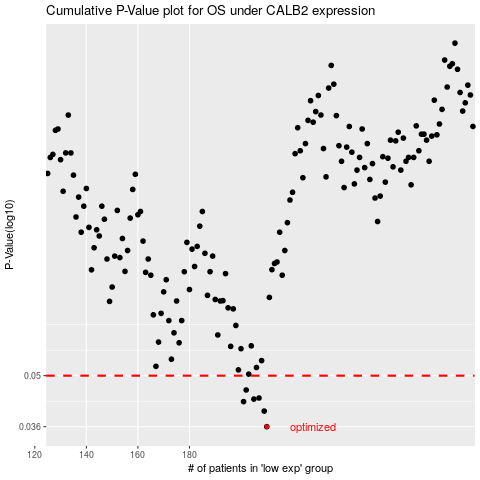 Cumulative P-Value plot for OS under CALB2 expression
P-Value(log10)
0.05
0.036
optimized
120 140 160 180
# of patients in 'low exp' group